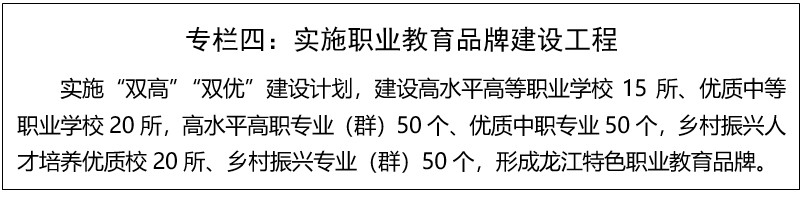 专栏四：实施职业教育品牌建设工程
实施“双高”“双优”建设计划，建设高水平高等职业学校 15 所、优质中等
职业学校 20 所，高水平高职专业（群）50 个、优质中职专业 50 个，乡村振兴人
才培养优质校 20 所、乡村振兴专业（群）50 个，形成龙江特色职业教育品牌。